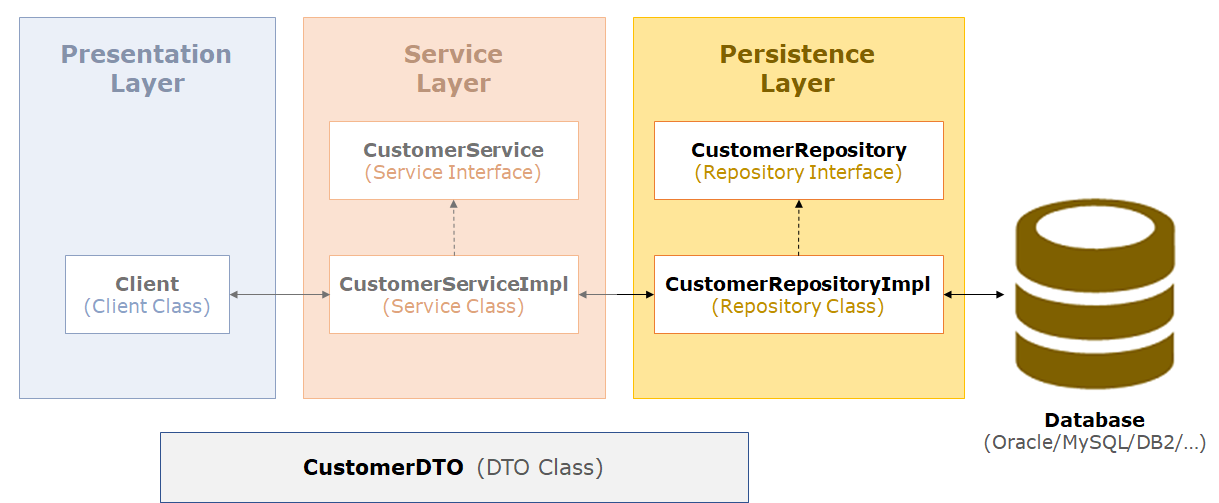 Presentation
Layer
Service
Layer
Persistence
Layer
CustomerService
(Service Interface)
CustomerRepository
(Repository Interface)
Client
(Client Class)
CustomerServiceImpl
(Service Class)
CustomerRepositoryImpl
(Repository Class)
Database
(Oracle/MySQL/DB2/...)
CustomerDTO (DTO Class)